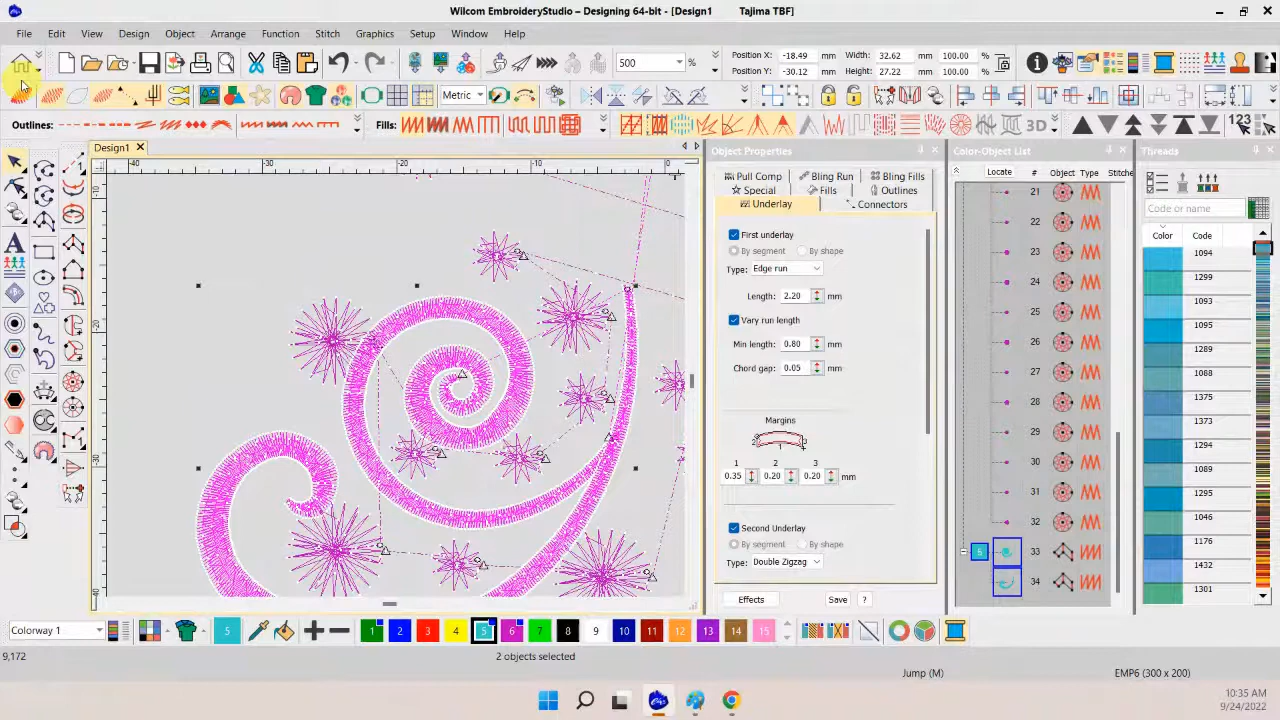 Wilcom EmbroideryStudio – Designing 64-bit - [Design1 Tajima TBF]
File Edit View Design Object Arrange Function Stitch Graphics Setup Window Help
500 %
Position X: -18.49 mm Width: 32.62 mm 100.00 %
Position Y: -30.12 mm Height: 27.22 mm 100.00 %
Metric
Outlines:
Fills:
3D
123
Design1
-40 -30 -20 -10 0
Object Properties
Pull Comp Bling Run Bling Fills
Special Fills Outlines
Underlay Connectors
First underlay
By segment By shape
Type: Edge run
Length: 2.20 mm
Vary run length
Min length: 0.80 mm
Chord gap: 0.05 mm
Margins
1 2 3
0.35 0.20 0.20 mm
Second Underlay
By segment By shape
Type: Double Zigzag
Effects Save ?
Color-Object List
Locate # Object Type Stitche
21
22
23
24
25
26
27
28
29
30
31
32
5 33
34
Threads
Code or name
Color Code
1094
1299
1093
1095
1289
1088
1375
1294
1089
1295
1046
1176
1432
1301
Colorway 1
5
1 2 3 4 5 6 7 8 9 10 11 12 13 14 15
9,172
2 objects selected
Jump (M)
EMP6 (300 x 200)
10:35 AM
9/24/2022